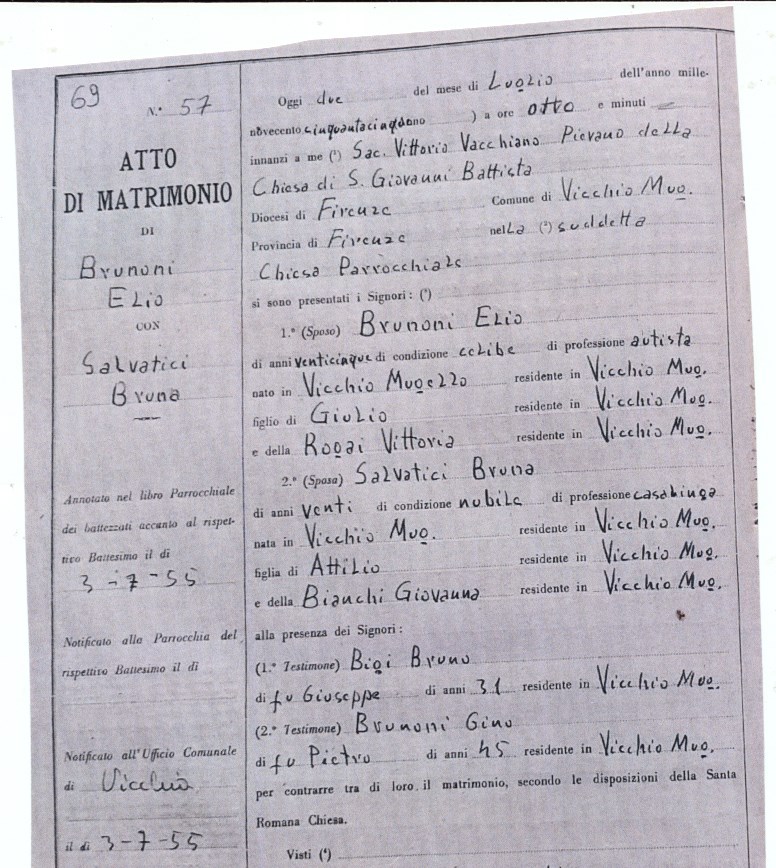 69
N.° 57
ATTO
DI MATRIMONIO
DI
Brunoni
Elio
CON
Salvatici
Bruna
Annotato nel libro Parrocchiale
dei battezzati accanto al rispet-
tivo Battesimo il di
3-7-55
Notificato alla Parrocchia del
rispettivo Battesimo il di
Notificato all'Ufficio Comunale
di Vicchio
il di 3-7-55
Oggi due del mese di Luglio dell'anno mille-
novecento cinquantacinque ) a ore otto e minuti —
innanzi a me (¹) Sac. Vittorio Vacchiano Pievano della
Chiesa di S. Giovanni Battista
Diocesi di Firenze Comune di Vicchio Mug.
Provincia di Firenze nella (²) suddetta
Chiesa Parrocchiale
si sono presentati i Signori: (³)
1.° (Sposo) Brunoni Elio
di anni venticinque di condizione celibe di professione autista
nato in Vicchio Mugello residente in Vicchio Mug.
figlio di Giulio residente in Vicchio Mug.
e della Rogai Vittoria residente in Vicchio Mug.
2.° (Sposa) Salvatici Bruna
di anni venti di condizione nubile di professione casalinga
nata in Vicchio Mug. residente in Vicchio Mug.
figlia di Attilio residente in Vicchio Mug.
e della Bianchi Giovanna residente in Vicchio Mug.
alla presenza dei Signori:
(1.° Testimone) Bigi Bruno
di fu Giuseppe di anni 31 residente in Vicchio Mug.
(2.° Testimone) Brunoni Gino
di fu Pietro di anni 45 residente in Vicchio Mug.
per contrarre tra di loro il matrimonio, secondo le disposizioni della Santa
Romana Chiesa.
Visti (⁴)